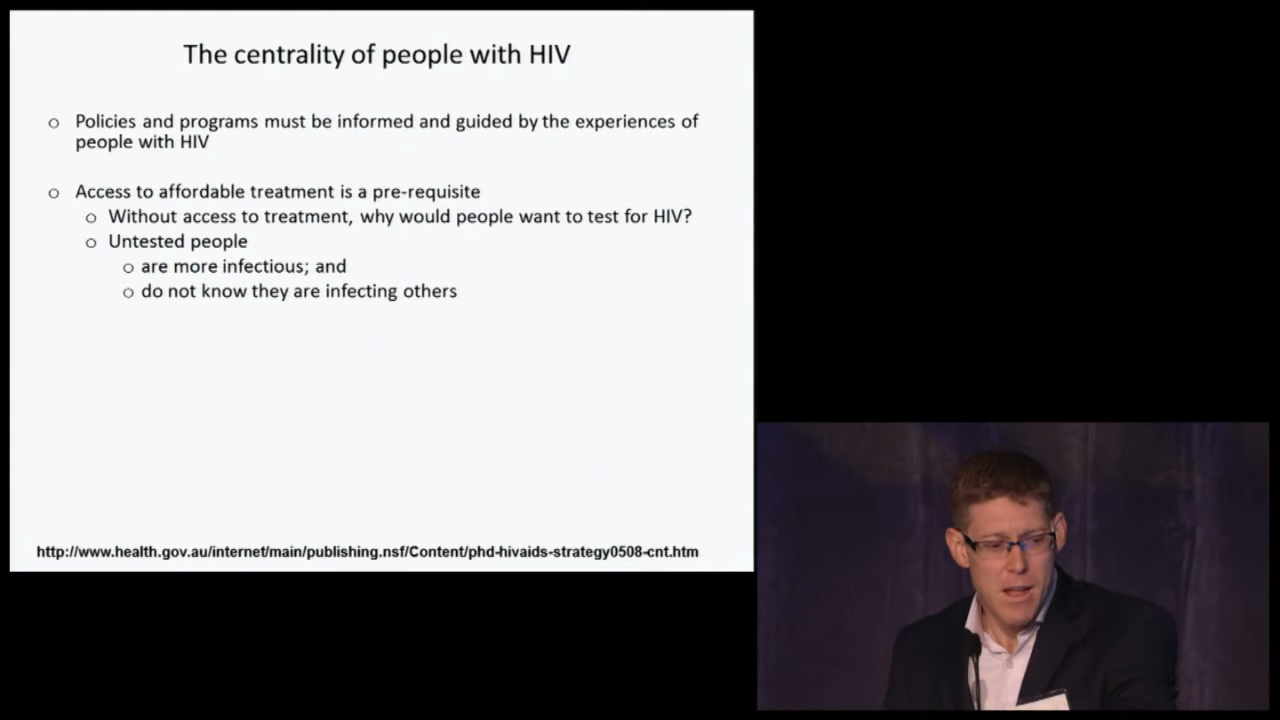 The centrality of people with HIV
o Policies and programs must be informed and guided by the experiences of
people with HIV
o Access to affordable treatment is a pre-requisite
o Without access to treatment, why would people want to test for HIV?
o Untested people
o are more infectious; and
o do not know they are infecting others
http://www.health.gov.au/internet/main/publishing.nsf/Content/phd-hivaids-strategy0508-cnt.htm